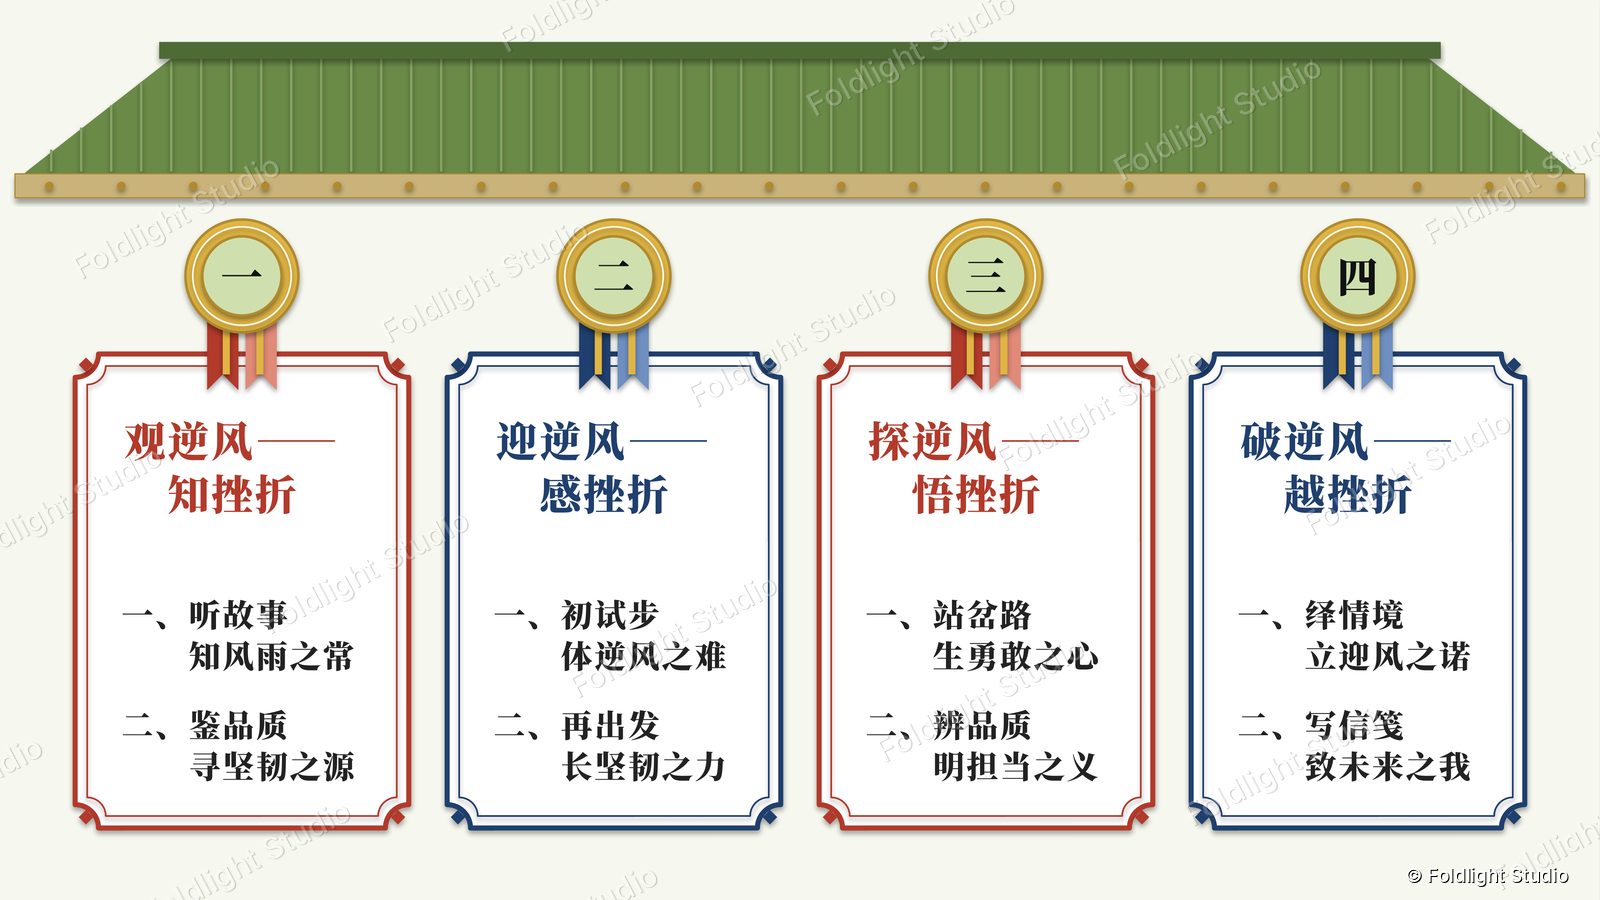 一
观逆风——
知挫折
一、听故事
知风雨之常
二、鉴品质
寻坚韧之源
二
迎逆风——
感挫折
一、初试步
体逆风之难
二、再出发
长坚韧之力
三
探逆风——
悟挫折
一、站岔路
生勇敢之心
二、辨品质
明担当之义
四
破逆风——
越挫折
一、绎情境
立迎风之诺
二、写信笺
致未来之我
© Foldlight Studio